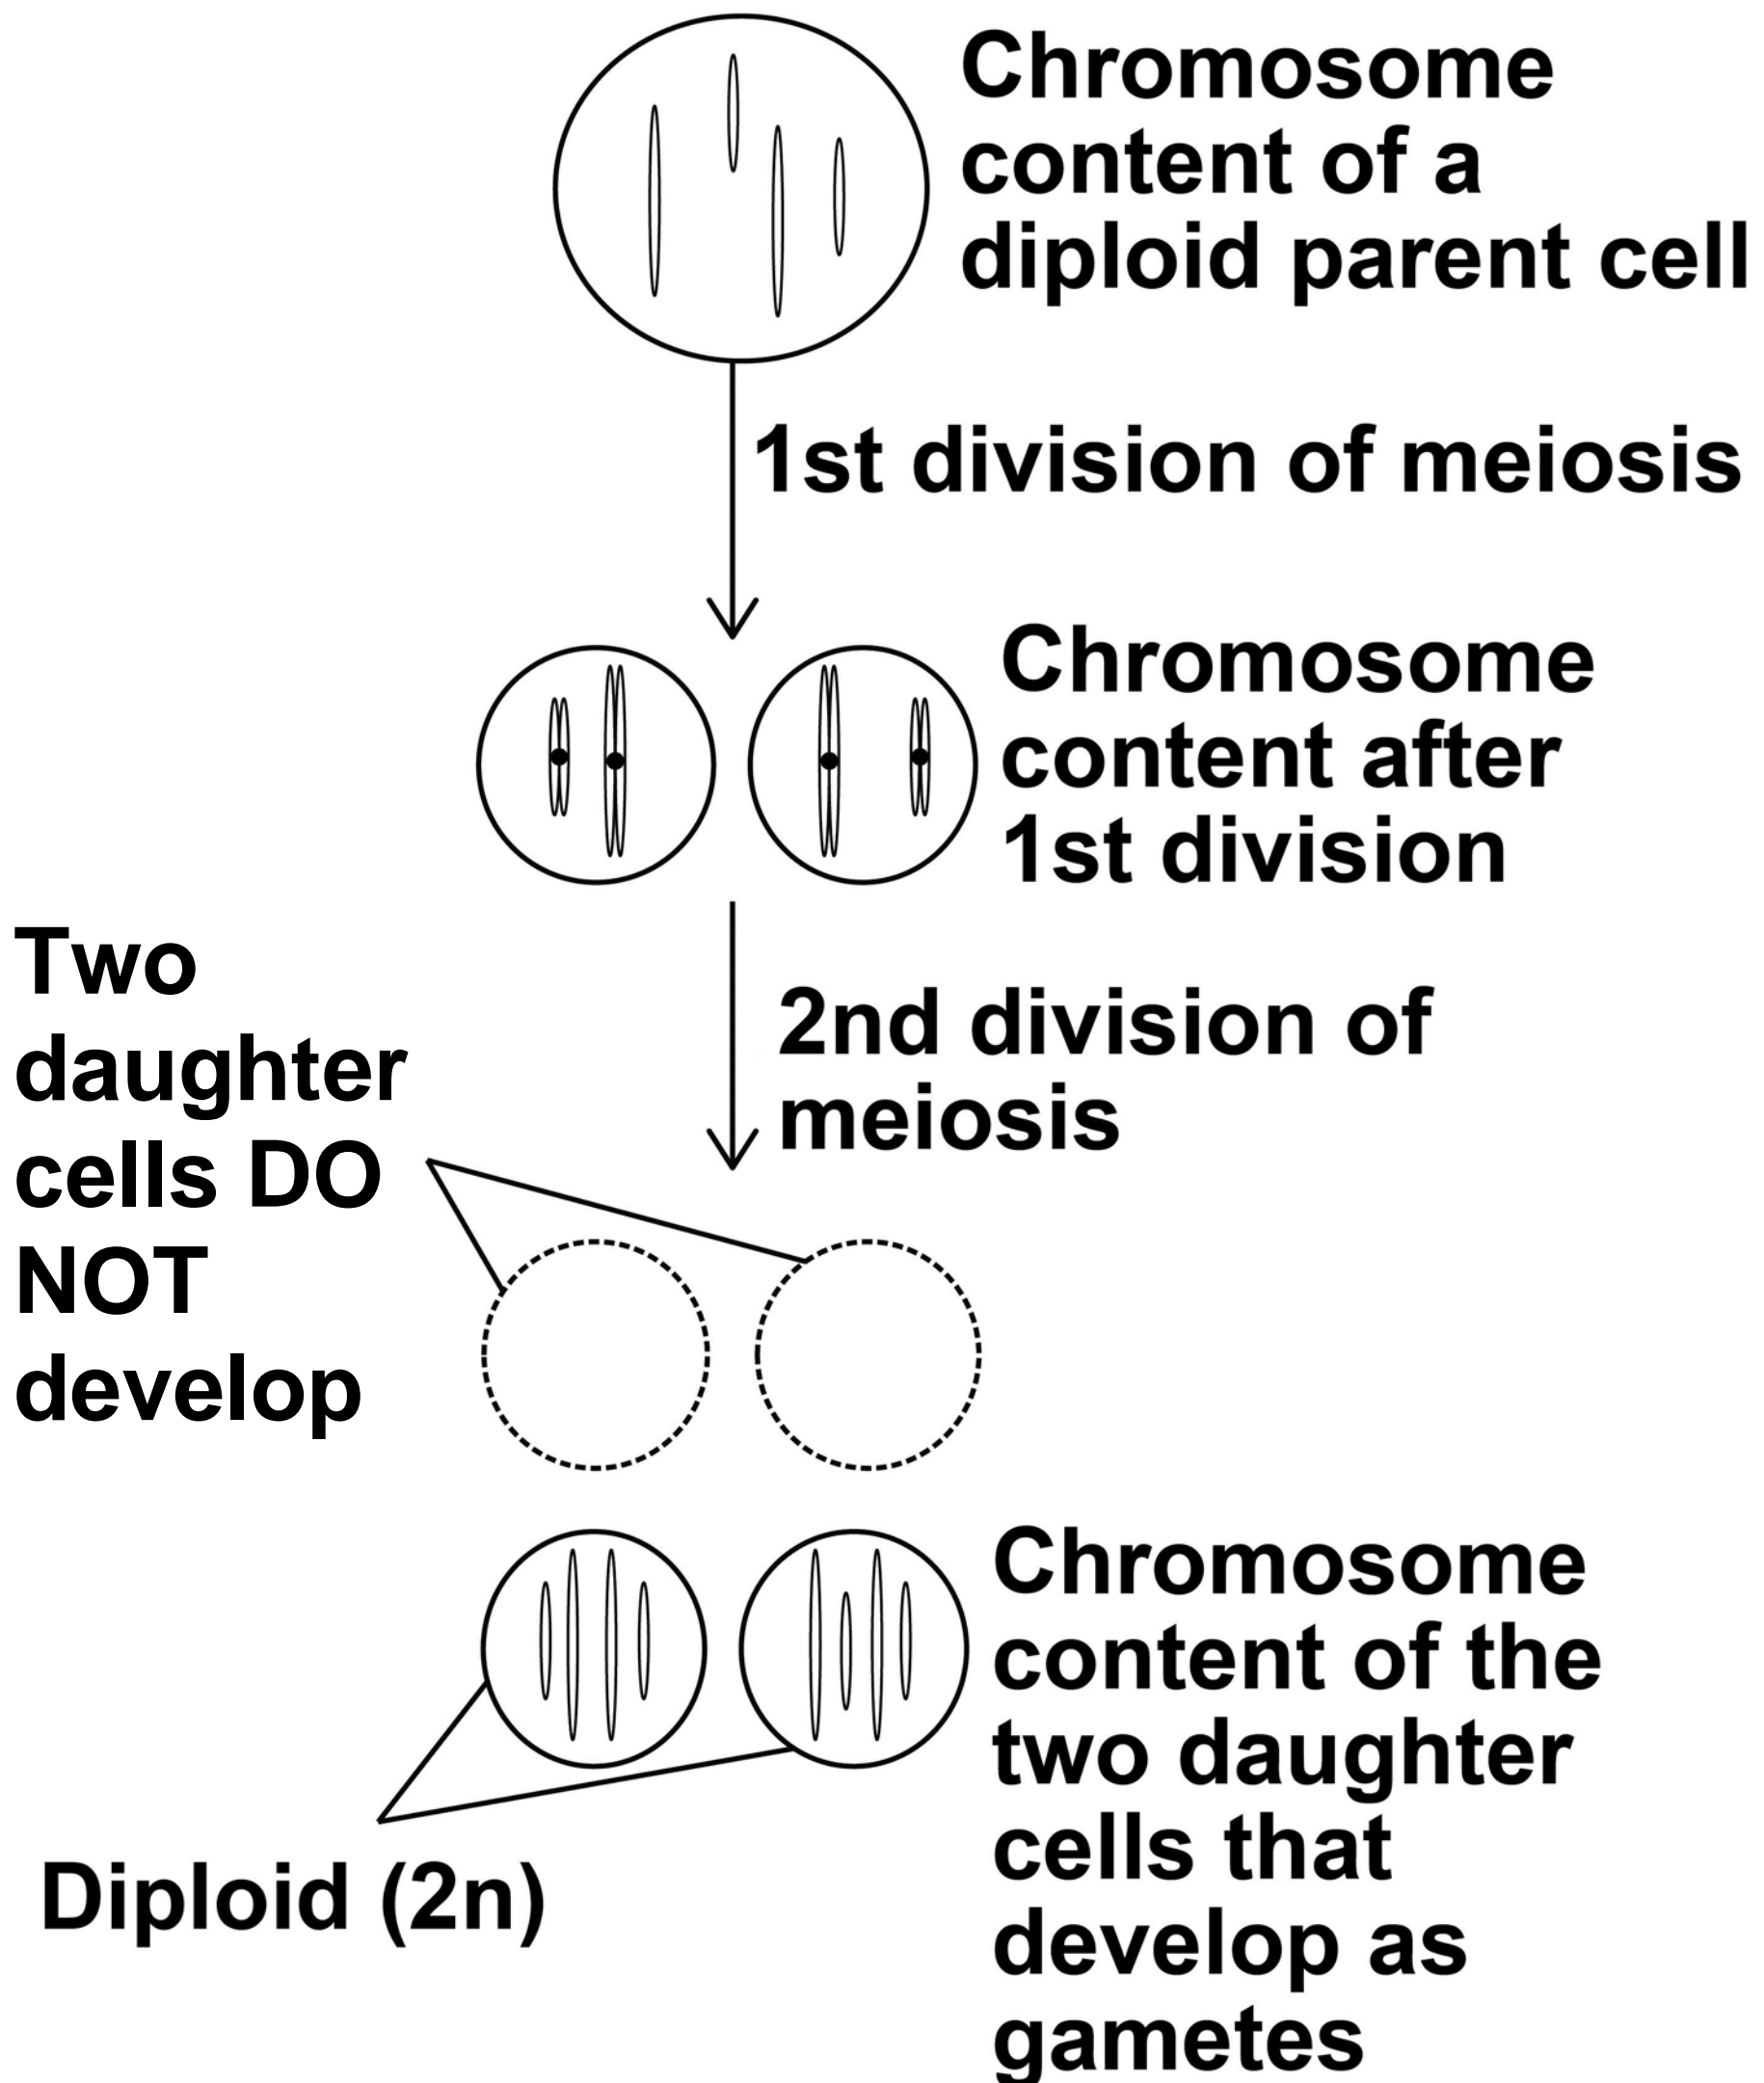 Chromosome
content of a
diploid parent cell
1st division of meiosis
Chromosome
content after
1st division
Two
daughter
cells DO
NOT
develop
2nd division of
meiosis
Chromosome
content of the
two daughter
cells that
develop as
gametes
Diploid (2n)